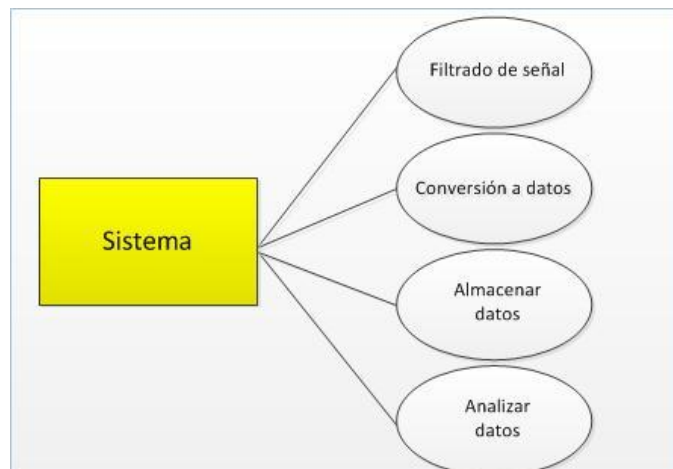 Filtrado de señal
Conversión a datos
Sistema
Almacenar
datos
Analizar
datos